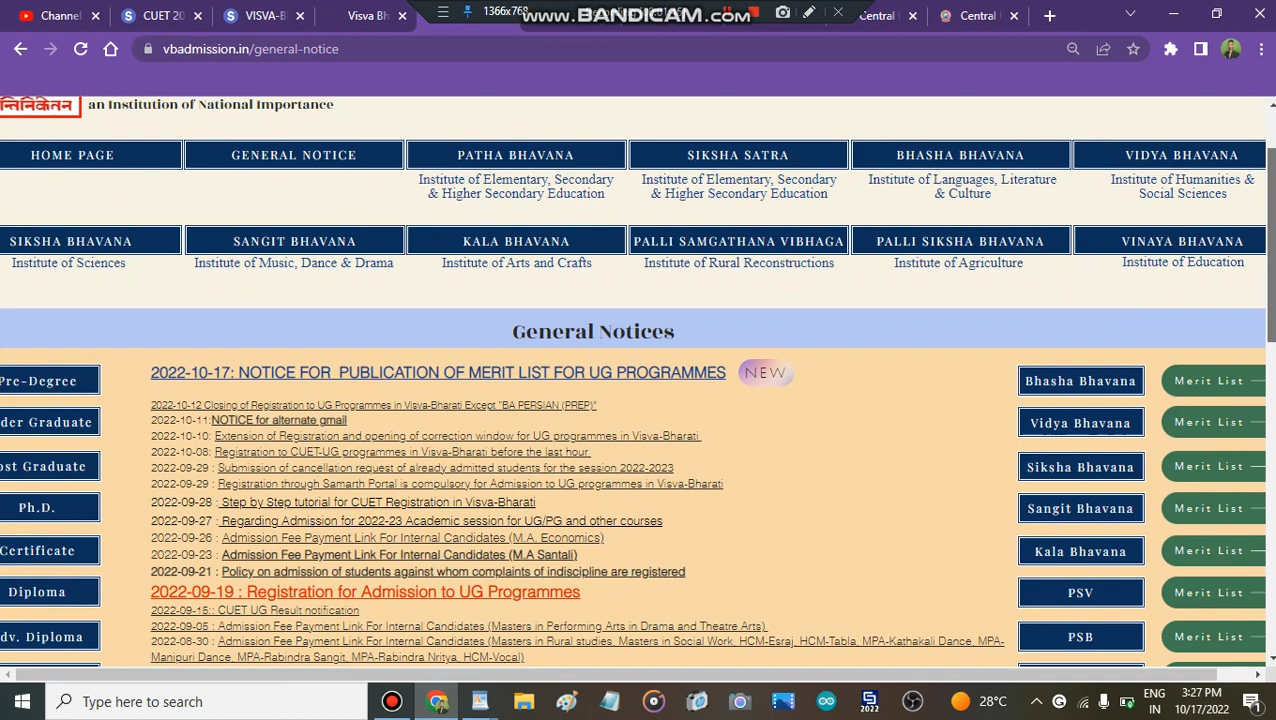 Channel
CUET 20
VISVA-B
Visva Bh
1366x768
www.BANDICAM.com
Central
Central U
vbadmission.in/general-notice
न्तिनिकेतन an Institution of National Importance
HOME PAGE GENERAL NOTICE PATHA BHAVANA SIKSHA SATRA BHASHA BHAVANA VIDYA BHAVANA
Institute of Elementary, Secondary Institute of Elementary, Secondary Institute of Languages, Literature Institute of Humanities &
& Higher Secondary Education & Higher Secondary Education & Culture Social Sciences
SIKSHA BHAVANA SANGIT BHAVANA KALA BHAVANA PALLI SAMGATHANA VIBHAGA PALLI SIKSHA BHAVANA VINAYA BHAVANA
Institute of Sciences Institute of Music, Dance & Drama Institute of Arts and Crafts Institute of Rural Reconstructions Institute of Agriculture Institute of Education
General Notices
Pre-Degree
der Graduate
ost Graduate
Ph.D.
Certificate
Diploma
dv. Diploma
2022-10-17: NOTICE FOR PUBLICATION OF MERIT LIST FOR UG PROGRAMMES NEW
2022-10-12 Closing of Registration to UG Programmes in Visva-Bharati Except "BA PERSIAN (PREP)"
2022-10-11:NOTICE for alternate gmail
2022-10-10: Extension of Registration and opening of correction window for UG programmes in Visva-Bharati
2022-10-08: Registration to CUET-UG programmes in Visva-Bharati before the last hour.
2022-09-29 : Submission of cancellation request of already admitted students for the session 2022-2023
2022-09-29 : Registration through Samarth Portal is compulsory for Admission to UG programmes in Visva-Bharati
2022-09-28 : Step by Step tutorial for CUET Registration in Visva-Bharati
2022-09-27 : Regarding Admission for 2022-23 Academic session for UG/PG and other courses
2022-09-26 : Admission Fee Payment Link For Internal Candidates (M.A. Economics)
2022-09-23 : Admission Fee Payment Link For Internal Candidates (M.A Santali)
2022-09-21 : Policy on admission of students against whom complaints of indiscipline are registered
2022-09-19 : Registration for Admission to UG Programmes
2022-09-15:: CUET UG Result notification
2022-09-05 : Admission Fee Payment Link For Internal Candidates (Masters in Performing Arts in Drama and Theatre Arts)
2022-08-30 : Admission Fee Payment Link For Internal Candidates (Masters in Rural studies, Masters in Social Work, HCM-Esraj, HCM-Tabla, MPA-Kathakali Dance, MPA-
Manipuri Dance, MPA-Rabindra Sangit, MPA-Rabindra Nritya, HCM-Vocal)
Bhasha Bhavana Merit List
Vidya Bhavana Merit List
Siksha Bhavana Merit List
Sangit Bhavana Merit List
Kala Bhavana Merit List
PSV Merit List
PSB Merit List
Type here to search
2022
28°C
ENG
IN
3:27 PM
10/17/2022
1